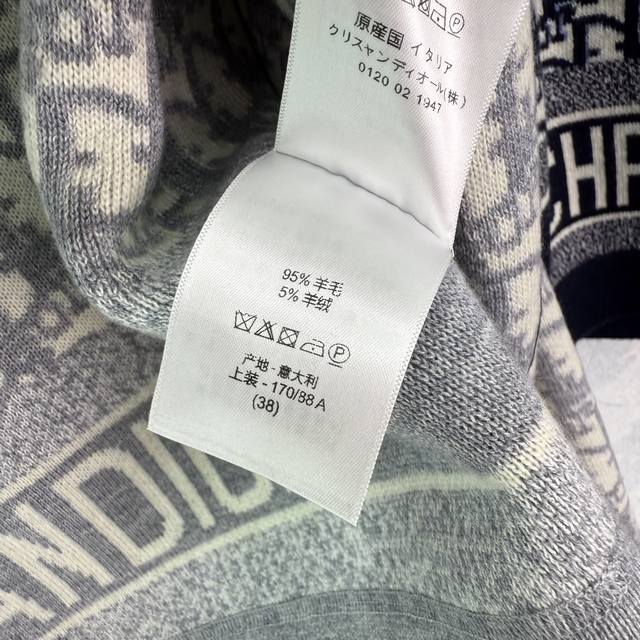 原産国 イタリア
クリスチャンディオール(株)
0120 02 1947
CHR
95% 羊毛
5% 羊绒
产地 - 意大利
上装 - 170/88 A
(38)
ANDI